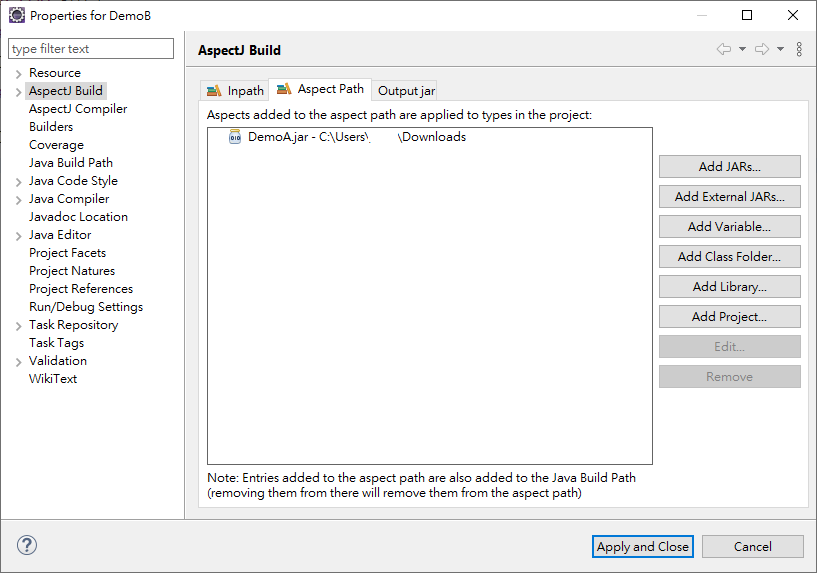 Properties for DemoB
type filter text
Resource
AspectJ Build
AspectJ Compiler
Builders
Coverage
Java Build Path
Java Code Style
Java Compiler
Javadoc Location
Java Editor
Project Facets
Project Natures
Project References
Run/Debug Settings
Task Repository
Task Tags
Validation
WikiText
AspectJ Build
Inpath
Aspect Path
Output jar
Aspects added to the aspect path are applied to types in the project:
DemoA.jar - C:\Users\ \Downloads
Add JARs...
Add External JARs...
Add Variable...
Add Class Folder...
Add Library...
Add Project...
Edit...
Remove
Note: Entries added to the aspect path are also added to the Java Build Path
(removing them from there will remove them from the aspect path)
?
Apply and Close
Cancel